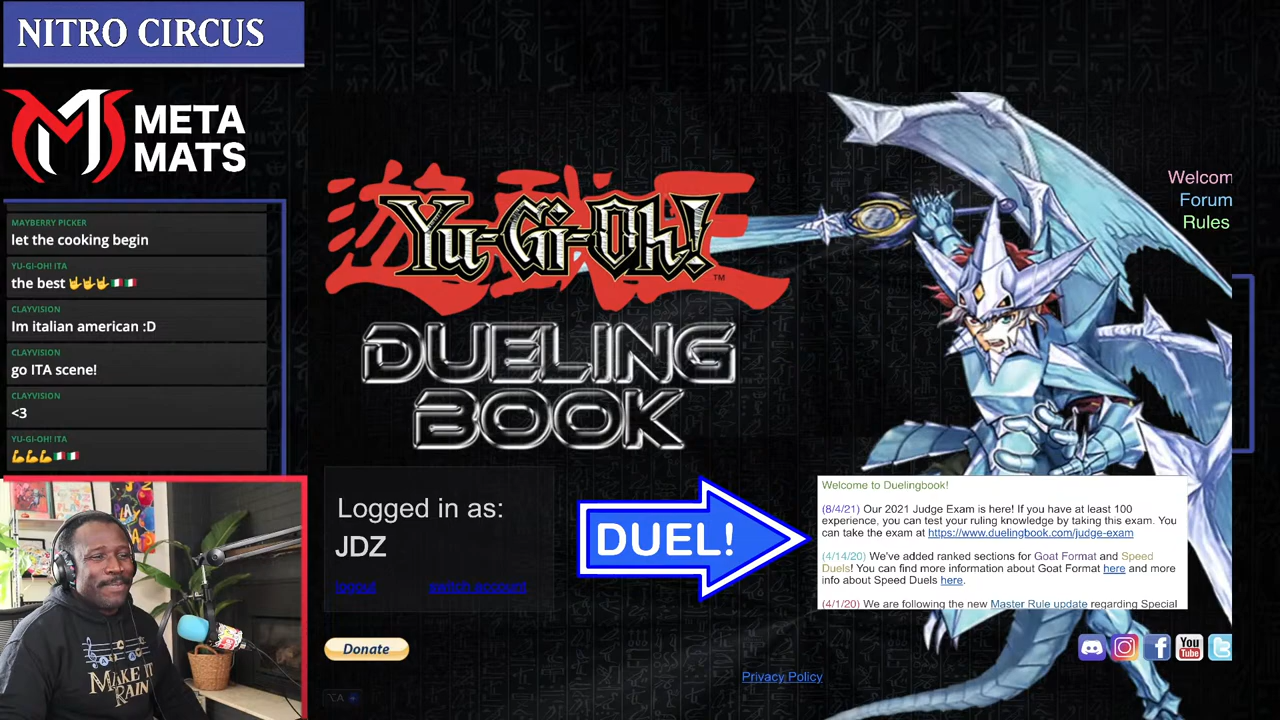 NITRO CIRCUS
META
MATS
MAYBERRY PICKER
let the cooking begin
YU-GI-OH! ITA
the best 🤘🤘🤘🇮🇹🇮🇹
CLAYVISION
Im italian american :D
CLAYVISION
go ITA scene!
CLAYVISION
<3
YU-GI-OH! ITA
💪💪💪🇮🇹🇮🇹
MAKE IT
RAIN
遊戯王
Yu-Gi-Oh!
TM
DUELING
BOOK
Logged in as:
JDZ
logout switch account
Donate
DUEL!
Welcom
Forum
Rules
Welcome to Duelingbook!
(8/4/21) Our 2021 Judge Exam is here! If you have at least 100
experience, you can test your ruling knowledge by taking this exam. You
can take the exam at https://www.duelingbook.com/judge-exam
(4/14/20) We've added ranked sections for Goat Format and Speed
Duels! You can find more information about Goat Format here and more
info about Speed Duels here.
(4/1/20) We are following the new Master Rule update regarding Special
You
Tube
Privacy Policy
⌥A +